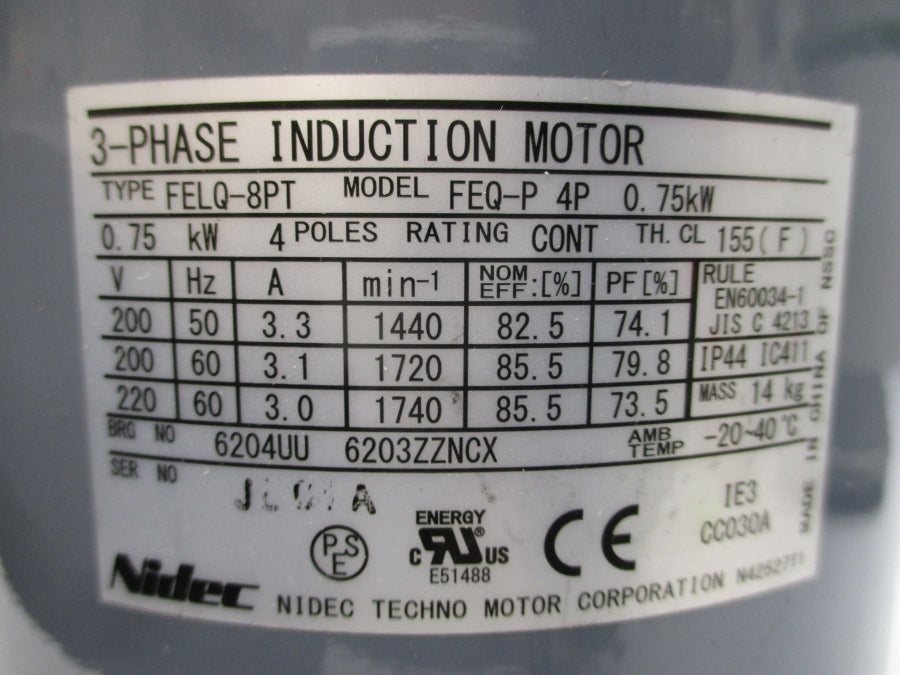 3-PHASE INDUCTION MOTOR
TYPE FELQ-8PT MODEL FEQ-P 4P 0.75kW
0.75 kW 4 POLES RATING CONT TH. CL 155(F)
V Hz A min-1 NOM EFF:[%] PF[%] RULE
EN60034-1
200 50 3.3 1440 82.5 74.1 JIS C 4213
200 60 3.1 1720 85.5 79.8 IP44 IC411
220 60 3.0 1740 85.5 73.5 MASS 14 kg
BRG NO 6204UU 6203ZZNCX AMB TEMP -20~40℃
SER NO
PSE
ENERGY
c RU® US
E51488
CE
IE3
CC030A
Nidec NIDEC TECHNO MOTOR CORPORATION
MADE IN CHINA OF NSSC